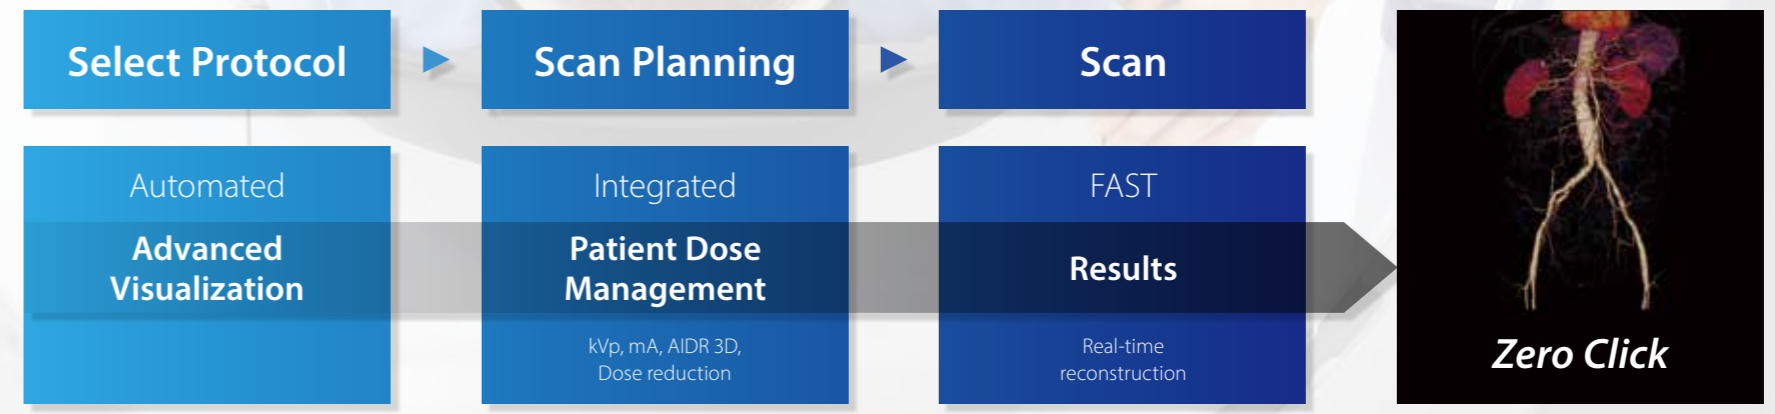 Select Protocol
Scan Planning
Scan
Automated
Advanced
Visualization
Integrated
Patient Dose
Management
kVp, mA, AIDR 3D,
Dose reduction
FAST
Results
Real-time
reconstruction
Zero Click